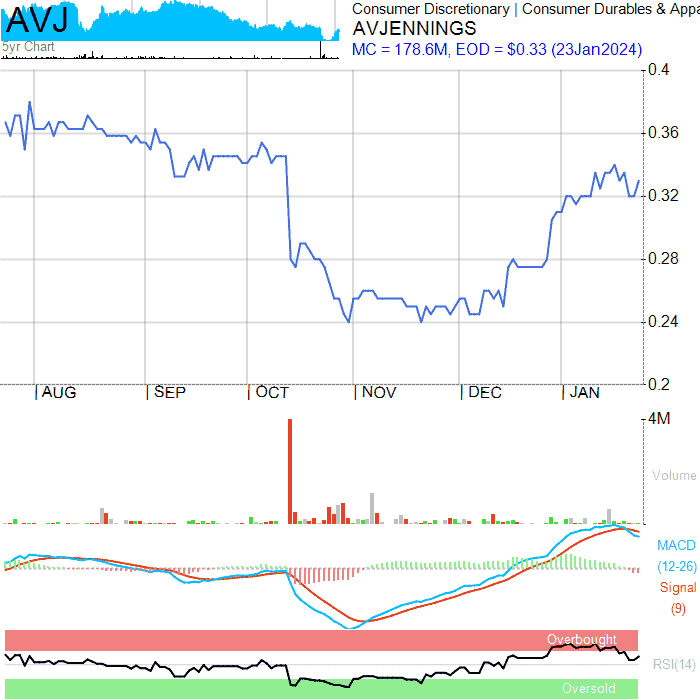 AVJ
5yr Chart
Consumer Discretionary | Consumer Durables & Appa
AVJENNINGS
MC = 178.6M, EOD = $0.33 (23Jan2024)
0.4
0.36
0.32
0.28
0.24
0.2
| AUG | SEP | OCT | NOV | DEC | JAN
4M
Volume
MACD
(12-26)
Signal
(9)
Overbought
RSI(14)
Oversold